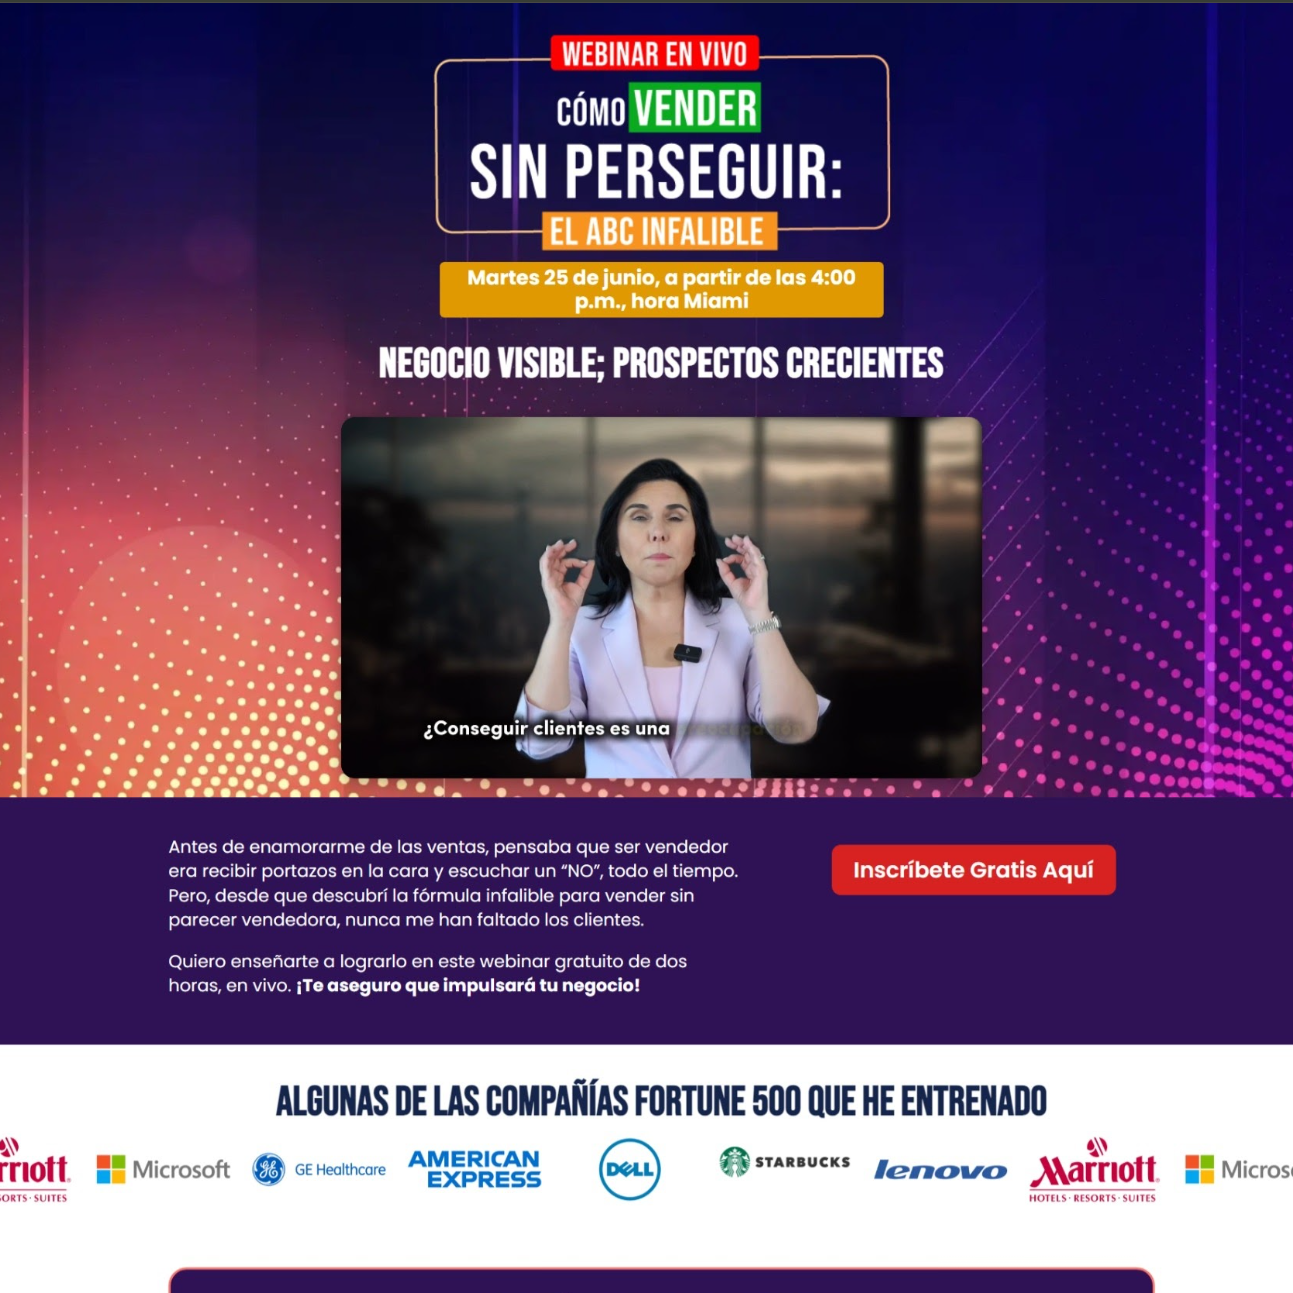 WEBINAR EN VIVO
CÓMO VENDER
SIN PERSEGUIR:
EL ABC INFALIBLE
Martes 25 de junio, a partir de las 4:00
p.m., hora Miami
NEGOCIO VISIBLE; PROSPECTOS CRECIENTES
¿Conseguir clientes es una
Antes de enamorarme de las ventas, pensaba que ser vendedor
era recibir portazos en la cara y escuchar un “NO”, todo el tiempo.
Pero, desde que descubrí la fórmula infalible para vender sin
parecer vendedora, nunca me han faltado los clientes.
Quiero enseñarte a lograrlo en este webinar gratuito de dos
horas, en vivo. ¡Te aseguro que impulsará tu negocio!
Inscríbete Gratis Aquí
ALGUNAS DE LAS COMPAÑÍAS FORTUNE 500 QUE HE ENTRENADO
rriott
ORTS · SUITES
Microsoft
GE Healthcare
AMERICAN
EXPRESS
DELL
STARBUCKS
lenovo
Marriott
HOTELS · RESORTS · SUITES
Micros